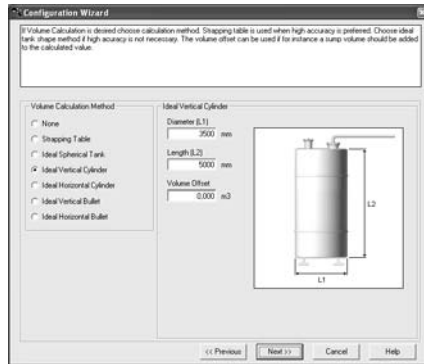 Configuration Wizard
If Volume Calculation is desired choose calculation method. Strapping table is used when high accuracy is preferred. Choose ideal
tank shape method if high acuracy is not necessary. The volume offset can be used if for instance a sump volume should be added
to the calculated value.
Volume Calculation Method
None
Strapping Table
Ideal Spherical Tank
Ideal Vertical Cylinder
Ideal Horizontal Cylinder
Ideal Vertical Bullet
Ideal Horizontal Bullet
Ideal Vertical Cylinder
Diameter (L1)
3500 mm
Length (L2)
5000 mm
Volume Offset
0,000 m3
L2
L1
<< Previous Next >> Cancel Help